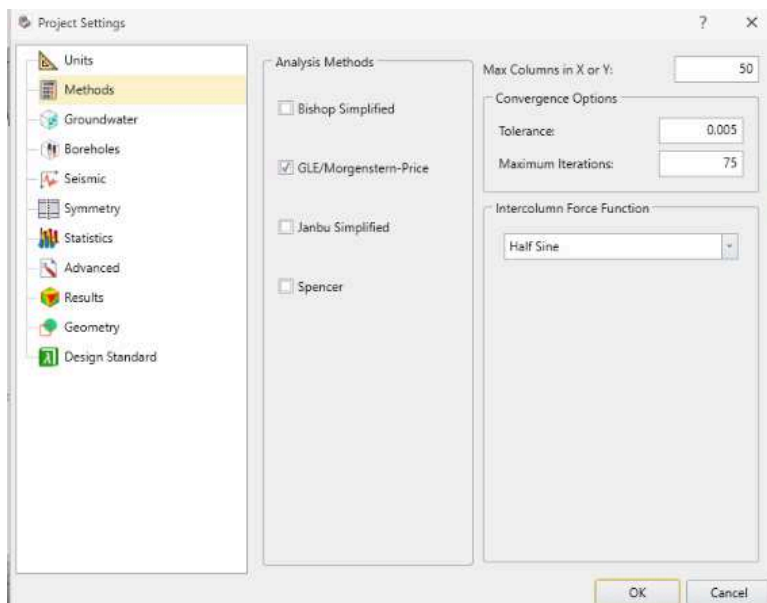 Project Settings
?
Units
Methods
Groundwater
Boreholes
Seismic
Symmetry
Statistics
Advanced
Results
Geometry
Design Standard
Analysis Methods
Bishop Simplified
GLE/Morgenstern-Price
Janbu Simplified
Spencer
Max Columns in X or Y: 50
Convergence Options
Tolerance: 0.005
Maximum Iterations: 75
Intercolumn Force Function
Half Sine
OK
Cancel